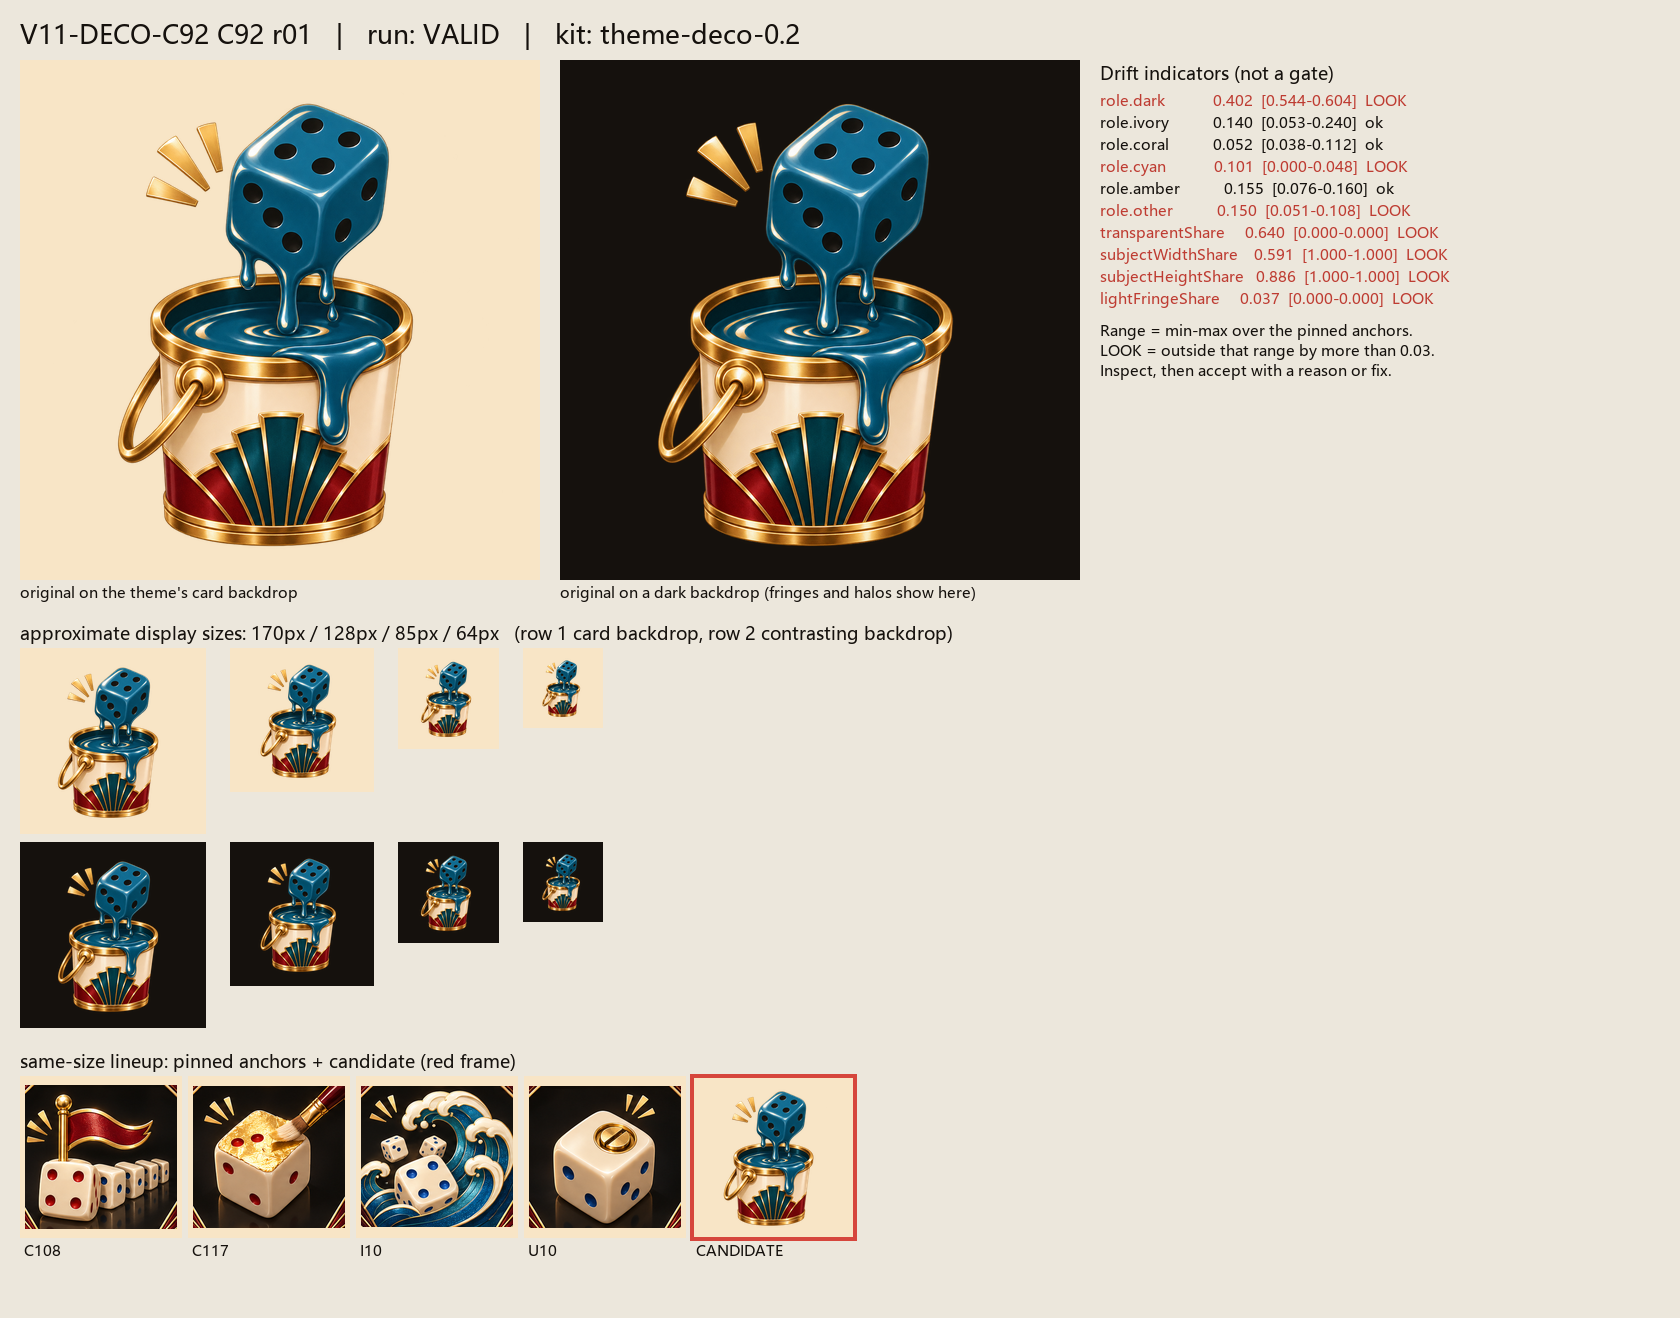 V11-DECO-C92 C92 r01 | run: VALID | kit: theme-deco-0.2
Drift indicators (not a gate)
role.dark 0.402 [0.544-0.604] LOOK
role.ivory 0.140 [0.053-0.240] ok
role.coral 0.052 [0.038-0.112] ok
role.cyan 0.101 [0.000-0.048] LOOK
role.amber 0.155 [0.076-0.160] ok
role.other 0.150 [0.051-0.108] LOOK
transparentShare 0.640 [0.000-0.000] LOOK
subjectWidthShare 0.591 [1.000-1.000] LOOK
subjectHeightShare 0.886 [1.000-1.000] LOOK
lightFringeShare 0.037 [0.000-0.000] LOOK
Range = min-max over the pinned anchors.
LOOK = outside that range by more than 0.03.
Inspect, then accept with a reason or fix.
original on the theme's card backdrop
original on a dark backdrop (fringes and halos show here)
approximate display sizes: 170px / 128px / 85px / 64px (row 1 card backdrop, row 2 contrasting backdrop)
same-size lineup: pinned anchors + candidate (red frame)
C108
C117
I10
U10
CANDIDATE